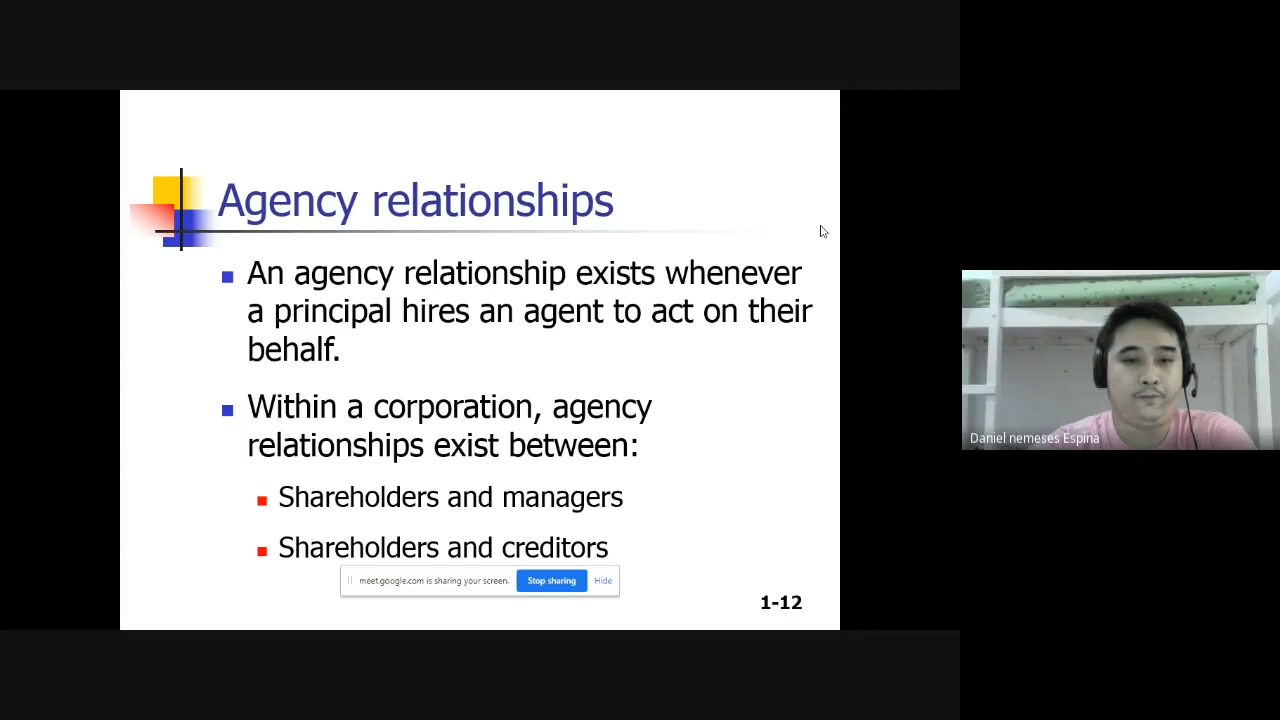 Agency relationships
An agency relationship exists whenever
a principal hires an agent to act on their
behalf.
Within a corporation, agency
relationships exist between:
Shareholders and managers
Shareholders and creditors
meet.google.com is sharing your screen. Stop sharing Hide
1-12
Daniel nemeses Espina